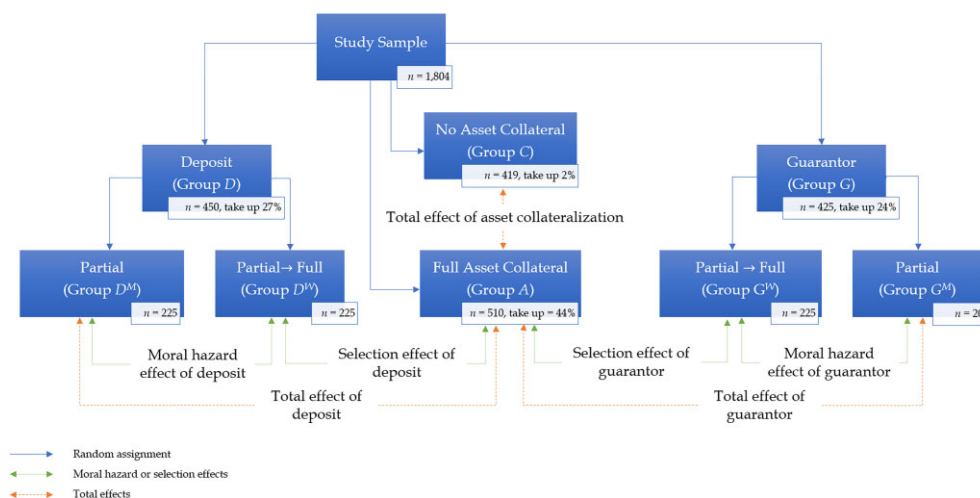 Study Sample
n = 1,804
No Asset Collateral
(Group C)
n = 419, take up 2%
Deposit
(Group D)
n = 450, take up 27%
Guarantor
(Group G)
n = 425, take up 24%
Total effect of asset collateralization
Partial
(Group Dᴹ)
n = 225
Partial→ Full
(Group Dᵂ)
n = 225
Full Asset Collateral
(Group A)
n = 510, take up = 44%
Partial → Full
(Group Gᵂ)
n = 225
Partial
(Group Gᴹ)
Moral hazard
effect of deposit
Selection effect of
deposit
Selection effect of
guarantor
Moral hazard
effect of guarantor
Total effect of
deposit
Total effect of
guarantor
Random assignment
Moral hazard or selection effects
Total effects